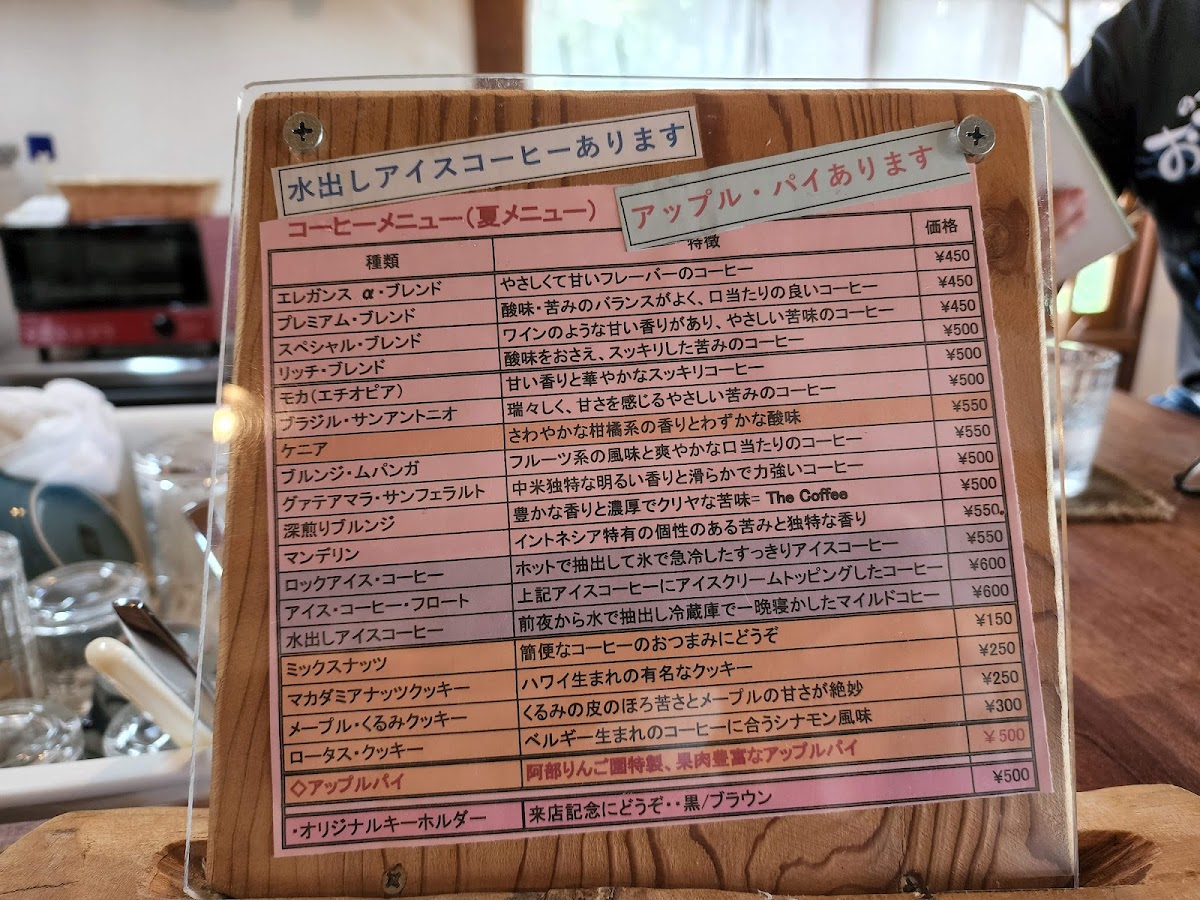 水出しアイスコーヒーあります
アップル・パイあります
コーヒーメニュー(夏メニュー)
種類 特徴 価格
エレガンス α・ブレンド やさしくて甘いフレーバーのコーヒー ¥450
プレミアム・ブレンド 酸味・苦みのバランスがよく、口当たりの良いコーヒー ¥450
スペシャル・ブレンド ワインのような甘い香りがあり、やさしい苦味のコーヒー ¥450
リッチ・ブレンド 酸味をおさえ、スッキリした苦みのコーヒー ¥500
モカ(エチオピア) 甘い香りと華やかなスッキリコーヒー ¥500
ブラジル・サンアントニオ 瑞々しく、甘さを感じるやさしい苦みのコーヒー ¥500
ケニア さわやかな柑橘系の香りとわずかな酸味 ¥550
ブルンジ・ムパンガ フルーツ系の風味と爽やかな口当たりのコーヒー ¥550
グァテアマラ・サンフェラルト 中米独特な明るい香りと滑らかで力強いコーヒー ¥500
深煎りブルンジ 豊かな香りと濃厚でクリヤな苦味= The Coffee ¥500
マンデリン イントネシア特有の個性のある苦みと独特な香り ¥550
ロックアイス・コーヒー ホットで抽出して氷で急冷したすっきりアイスコーヒー ¥550
アイス・コーヒー・フロート 上記アイスコーヒーにアイスクリームトッピングしたコーヒー ¥600
水出しアイスコーヒー 前夜から水で抽出し冷蔵庫で一晩寝かしたマイルドコヒー ¥600
ミックスナッツ 簡便なコーヒーのおつまみにどうぞ ¥150
マカダミアナッツクッキー ハワイ生まれの有名なクッキー ¥250
メープル・くるみクッキー くるみの皮のほろ苦さとメープルの甘さが絶妙 ¥250
ロータス・クッキー ベルギー生まれのコーヒーに合うシナモン風味 ¥300
◇アップルパイ 阿部りんご園特製、果肉豊富なアップルパイ ¥500
・オリジナルキーホルダー 来店記念にどうぞ・・黒/ブラウン ¥500